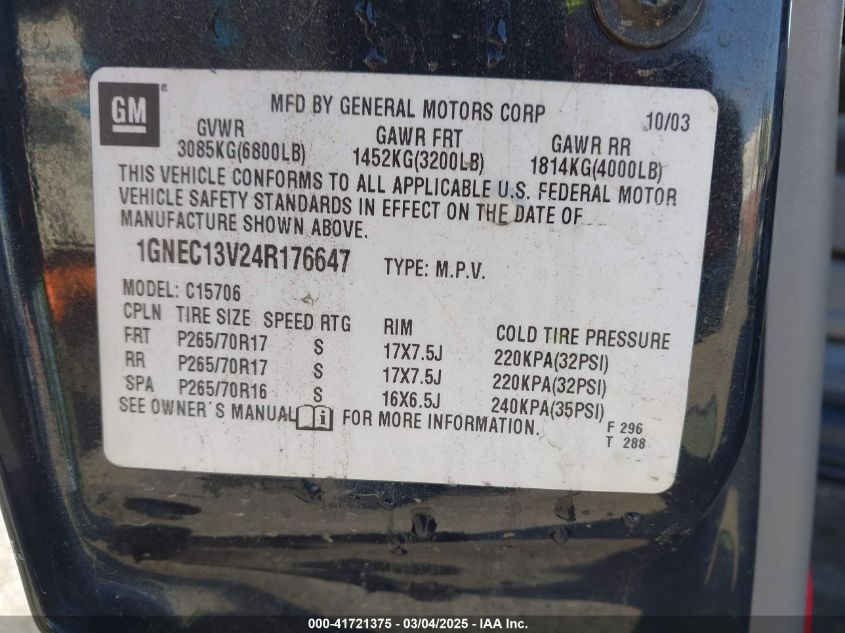 GM ® MFD BY GENERAL MOTORS CORP 10/03
GVWR GAWR FRT GAWR RR
3085KG(6800LB) 1452KG(3200LB) 1814KG(4000LB)
THIS VEHICLE CONFORMS TO ALL APPLICABLE U.S. FEDERAL MOTOR
VEHICLE SAFETY STANDARDS IN EFFECT ON THE DATE OF
MANUFACTURE SHOWN ABOVE.
1GNEC13V24R176647 TYPE: M.P.V.
MODEL: C15706
CPLN TIRE SIZE SPEED RTG RIM COLD TIRE PRESSURE
FRT P265/70R17 S 17X7.5J 220KPA(32PSI)
RR P265/70R17 S 17X7.5J 220KPA(32PSI)
SPA P265/70R16 S 16X6.5J 240KPA(35PSI)
SEE OWNER'S MANUAL i FOR MORE INFORMATION.
F 296
T 288
000-41721375 - 03/04/2025 - IAA Inc.